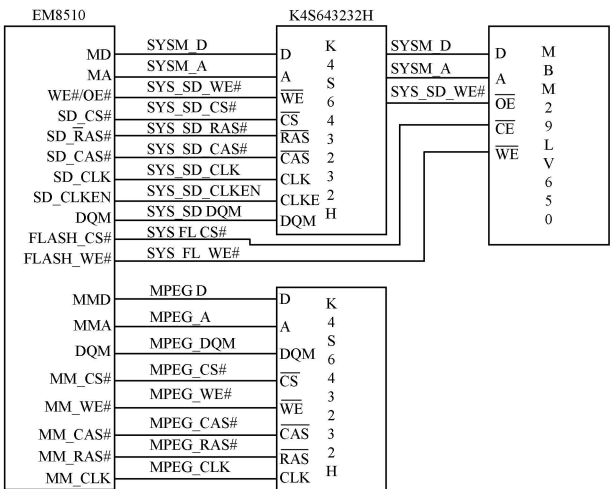 EM8510
K4S643232H
MD SYSM_D D K SYSM_D D M
MA SYSM_A A 4 SYSM_A A B
WE#/OE# SYS_SD_WE# WE S SYS_SD_WE# OE M
SD_CS# SYS_SD_CS# CS 6 CE 2
SD_RAS# SYS_SD_RAS# RAS 4 WE 9
SD_CAS# SYS_SD_CAS# CAS 3 L
SD_CLK SYS_SD_CLK CLK 2 V
SD_CLKEN SYS_SD_CLKEN CLKE 3 6
DQM SYS_SD DQM DQM 2 5
FLASH_CS# SYS FL CS# H 0
FLASH_WE# SYS FL WE#
MMD MPEG D D K
MMA MPEG_A A 4
DQM MPEG_DQM DQM S
MM_CS# MPEG_CS# CS 6
MM_WE# MPEG_WE# WE 4
MM_CAS# MPEG_CAS# CAS 3
MM_RAS# MPEG_RAS# RAS 2
MM_CLK MPEG_CLK CLK 3
2
H